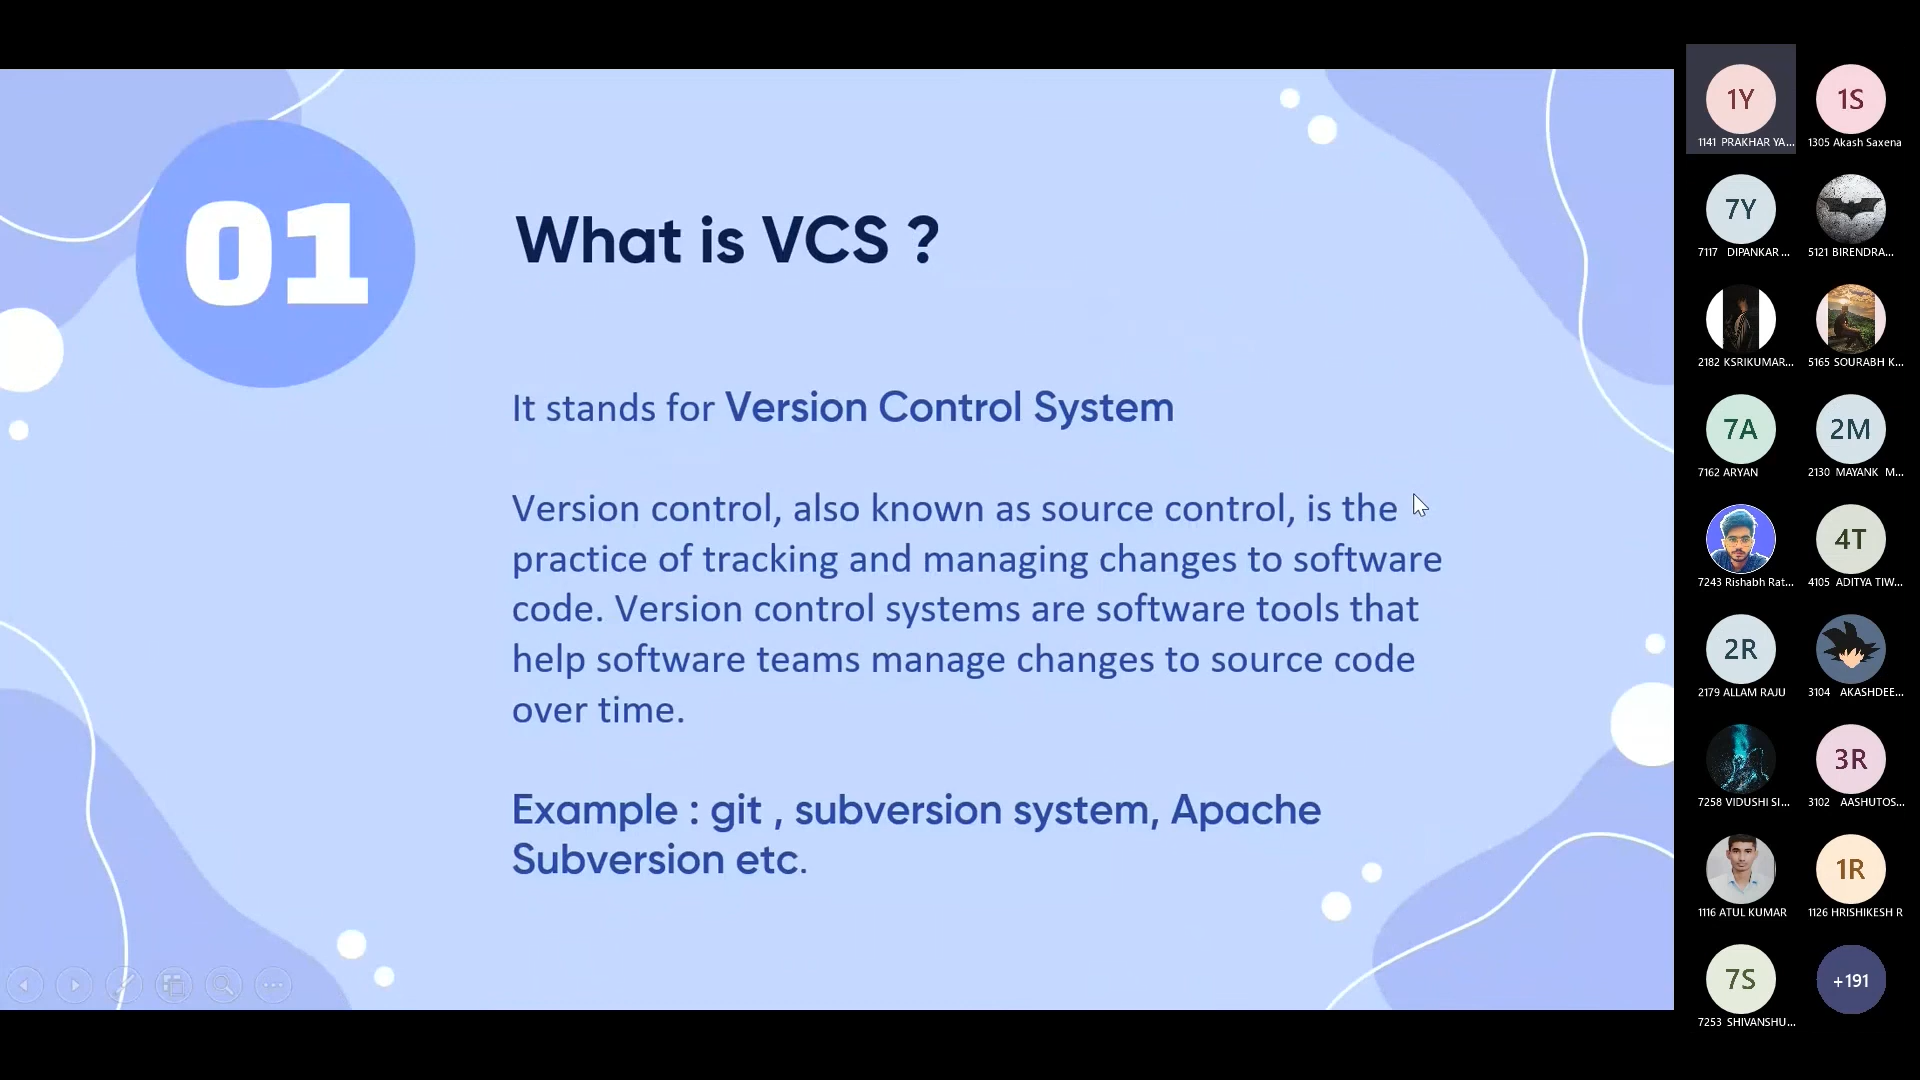 01
What is VCS ?
It stands for Version Control System
Version control, also known as source control, is the
practice of tracking and managing changes to software
code. Version control systems are software tools that
help software teams manage changes to source code
over time.
Example : git , subversion system, Apache
Subversion etc.
1Y
1141 PRAKHAR YA...
1S
1305 Akash Saxena
7Y
7117 DIPANKAR ...
5121 BIRENDRA...
2182 KSRIKUMAR...
5165 SOURABH K...
7A
7162 ARYAN
2M
2130 MAYANK M...
7243 Rishabh Rat...
4T
4105 ADITYA TIW...
2R
2179 ALLAM RAJU
3104 AKASHDEE...
7258 VIDUSHI SI...
3R
3102 AASHUTOS...
1116 ATUL KUMAR
1R
1126 HRISHIKESH R
7S
7253 SHIVANSHU...
+191